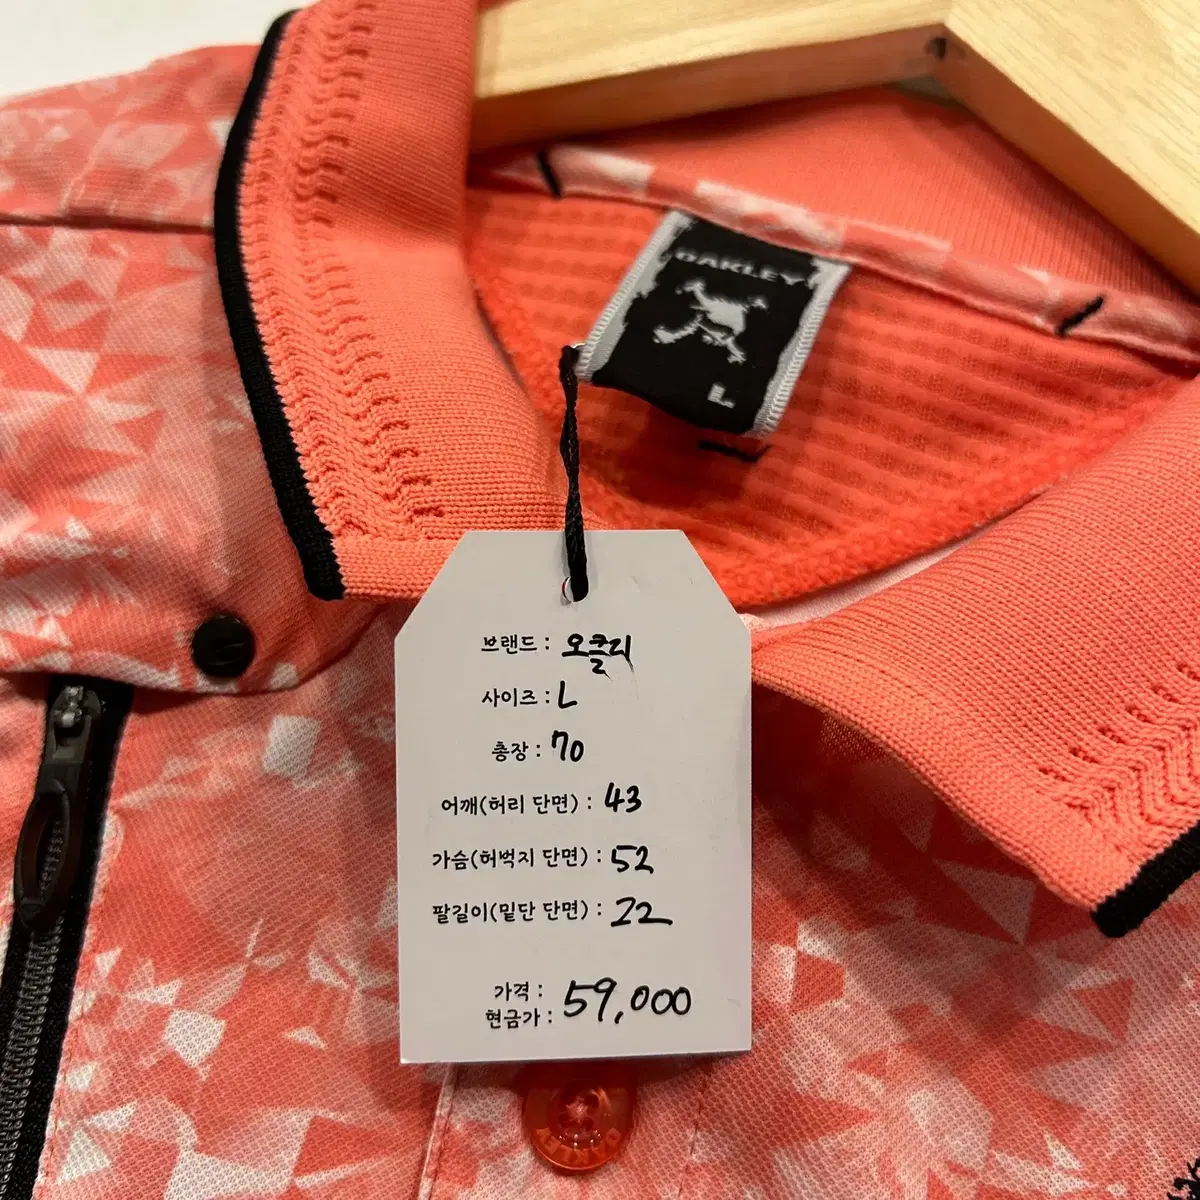 OAKLEY
L
브랜드 : 오클리
사이즈 : L
총장 : 70
어깨(허리 단면) : 43
가슴(허벅지 단면) : 52
팔길이(밑단 단면) : 22
가격 :
현금가 : 59,000
OAKLEY